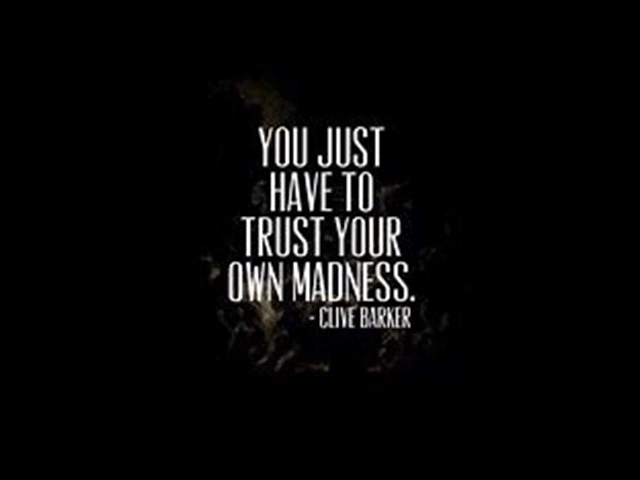 YOU JUST
HAVE TO
TRUST YOUR
OWN MADNESS.
- CLIVE BARKER